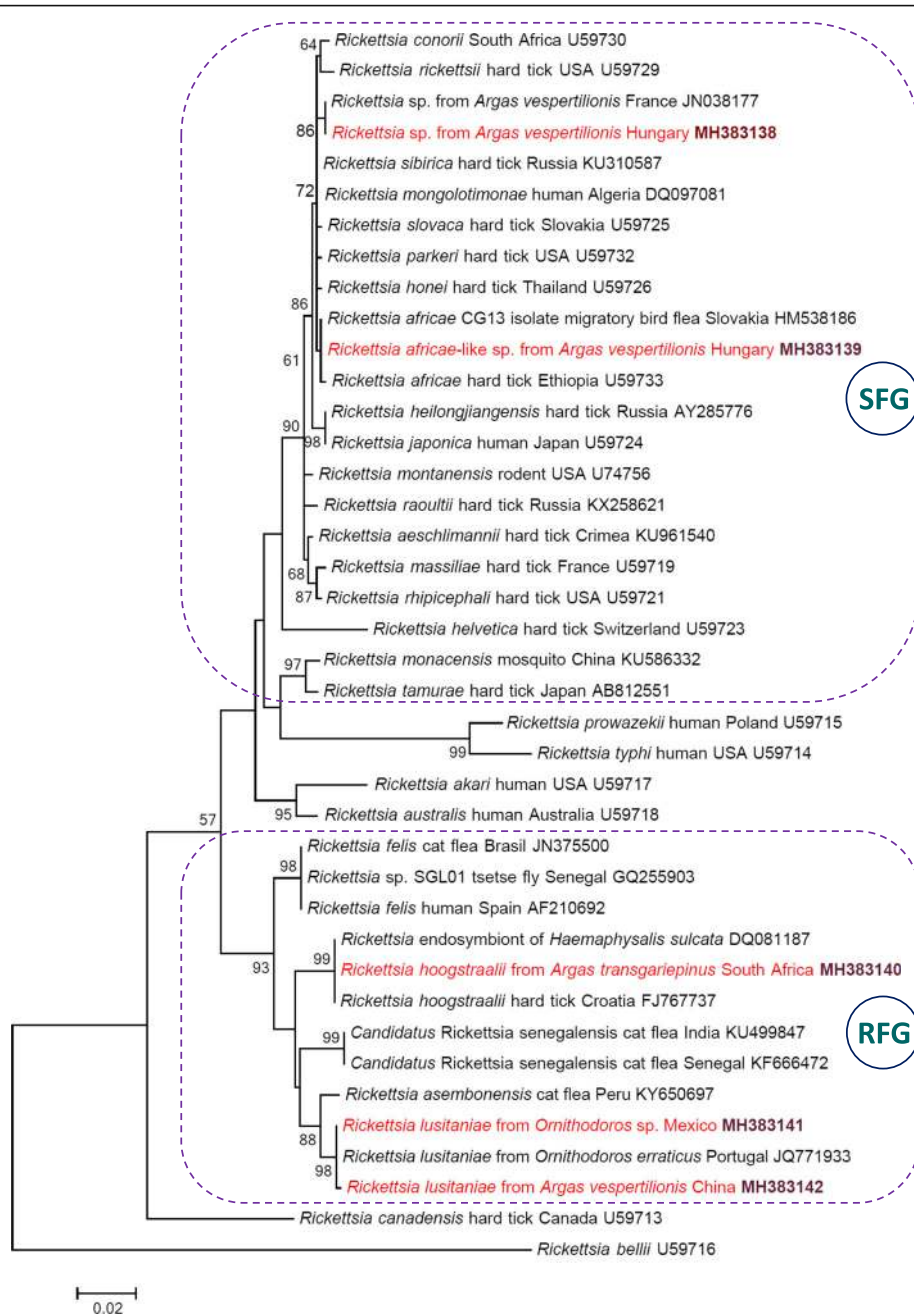 64
Rickettsia conorii South Africa U59730
Rickettsia rickettsii hard tick USA U59729
Rickettsia sp. from Argas vespertilionis France JN038177
86
Rickettsia sp. from Argas vespertilionis Hungary MH383138
Rickettsia sibirica hard tick Russia KU310587
72
Rickettsia mongolotimonae human Algeria DQ097081
Rickettsia slovaca hard tick Slovakia U59725
Rickettsia parkeri hard tick USA U59732
Rickettsia honei hard tick Thailand U59726
86
Rickettsia africae CG13 isolate migratory bird flea Slovakia HM538186
Rickettsia africae-like sp. from Argas vespertilionis Hungary MH383139
61
Rickettsia africae hard tick Ethiopia U59733
SFG
Rickettsia heilongjiangensis hard tick Russia AY285776
90
98
Rickettsia japonica human Japan U59724
Rickettsia montanensis rodent USA U74756
Rickettsia raoultii hard tick Russia KX258621
Rickettsia aeschlimannii hard tick Crimea KU961540
68
Rickettsia massiliae hard tick France U59719
87
Rickettsia rhipicephali hard tick USA U59721
Rickettsia helvetica hard tick Switzerland U59723
97
Rickettsia monacensis mosquito China KU586332
Rickettsia tamurae hard tick Japan AB812551
Rickettsia prowazekii human Poland U59715
99
Rickettsia typhi human USA U59714
Rickettsia akari human USA U59717
95
Rickettsia australis human Australia U59718
57
Rickettsia felis cat flea Brasil JN375500
98
Rickettsia sp. SGL01 tsetse fly Senegal GQ255903
Rickettsia felis human Spain AF210692
Rickettsia endosymbiont of Haemaphysalis sulcata DQ081187
99
93
Rickettsia hoogstraalii from Argas transgariepinus South Africa MH383140
Rickettsia hoogstraalii hard tick Croatia FJ767737
RFG
99
Candidatus Rickettsia senegalensis cat flea India KU499847
Candidatus Rickettsia senegalensis cat flea Senegal KF666472
Rickettsia asembonensis cat flea Peru KY650697
88
Rickettsia lusitaniae from Ornithodoros sp. Mexico MH383141
Rickettsia lusitaniae from Ornithodoros erraticus Portugal JQ771933
98
Rickettsia lusitaniae from Argas vespertilionis China MH383142
Rickettsia canadensis hard tick Canada U59713
Rickettsia bellii U59716
0.02